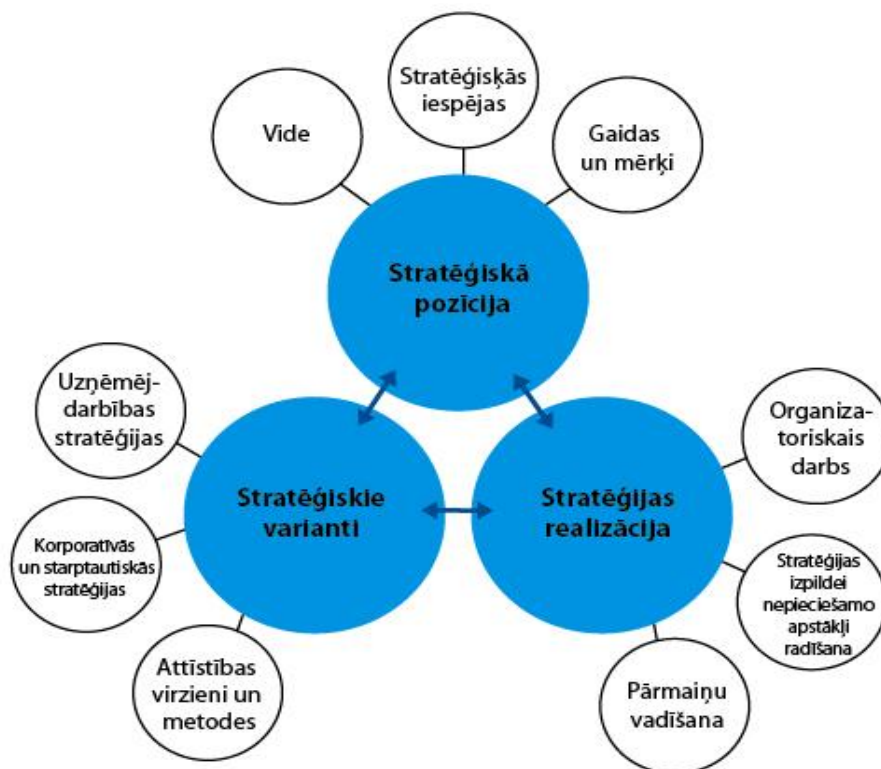 Stratēģisķās
iespējas
Vide
Gaidas
un mērķi
Stratēģiskā
pozīcija
Uzņēmēj-
darbības
stratēģijas
Organiza-
toriskais
darbs
Stratēģiskie
varianti
Stratēģijas
realizācija
Korporatīvās
un starptautiskās
stratēģijas
Stratēģijas
izpildei
nepieciešamo
apstākļi
radīšana
Attīstības
virzieni un
metodes
Pārmaiņu
vadīšana